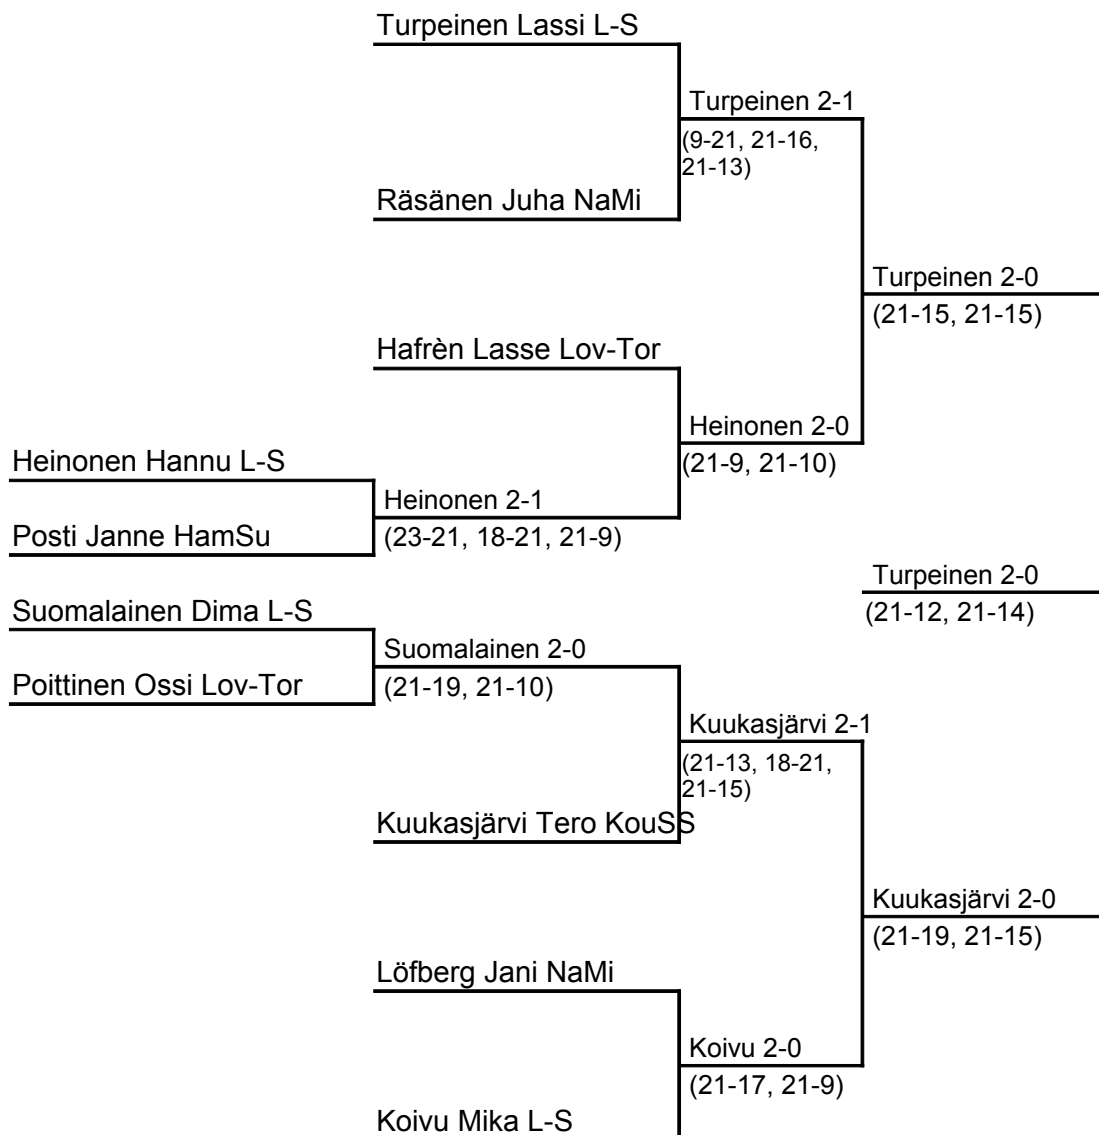 Turpeinen Lassi L-S
Turpeinen 2-1
(9-21, 21-16,
21-13)
Räsänen Juha NaMi
Turpeinen 2-0
(21-15, 21-15)
Hafrèn Lasse Lov-Tor
Heinonen 2-0
(21-9, 21-10)
Heinonen Hannu L-S
Heinonen 2-1
(23-21, 18-21, 21-9)
Posti Janne HamSu
Turpeinen 2-0
(21-12, 21-14)
Suomalainen Dima L-S
Suomalainen 2-0
(21-19, 21-10)
Poittinen Ossi Lov-Tor
Kuukasjärvi 2-1
(21-13, 18-21,
21-15)
Kuukasjärvi Tero KouSS
Kuukasjärvi 2-0
(21-19, 21-15)
Löfberg Jani NaMi
Koivu 2-0
(21-17, 21-9)
Koivu Mika L-S